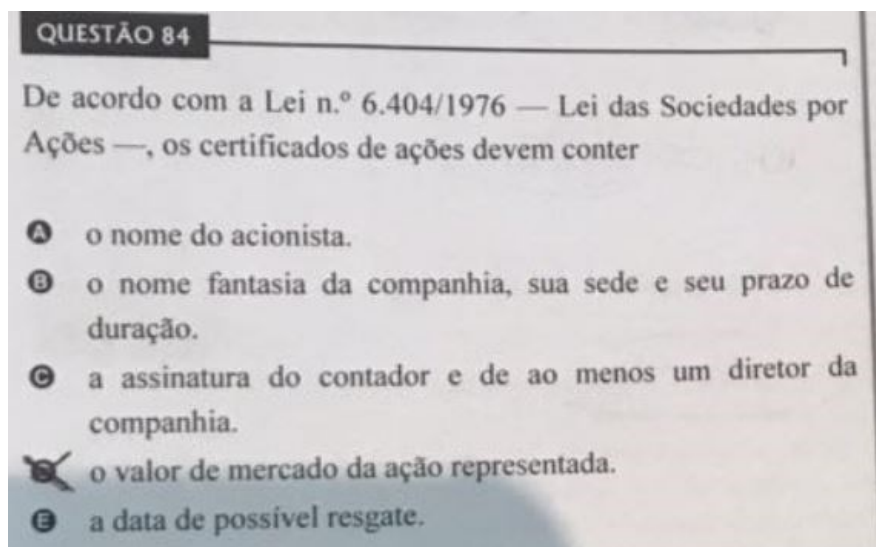 QUESTÃO 84
De acordo com a Lei n.º 6.404/1976 — Lei das Sociedades por
Ações —, os certificados de ações devem conter
A o nome do acionista.
B o nome fantasia da companhia, sua sede e seu prazo de
duração.
C a assinatura do contador e de ao menos um diretor da
companhia.
o valor de mercado da ação representada.
E a data de possível resgate.